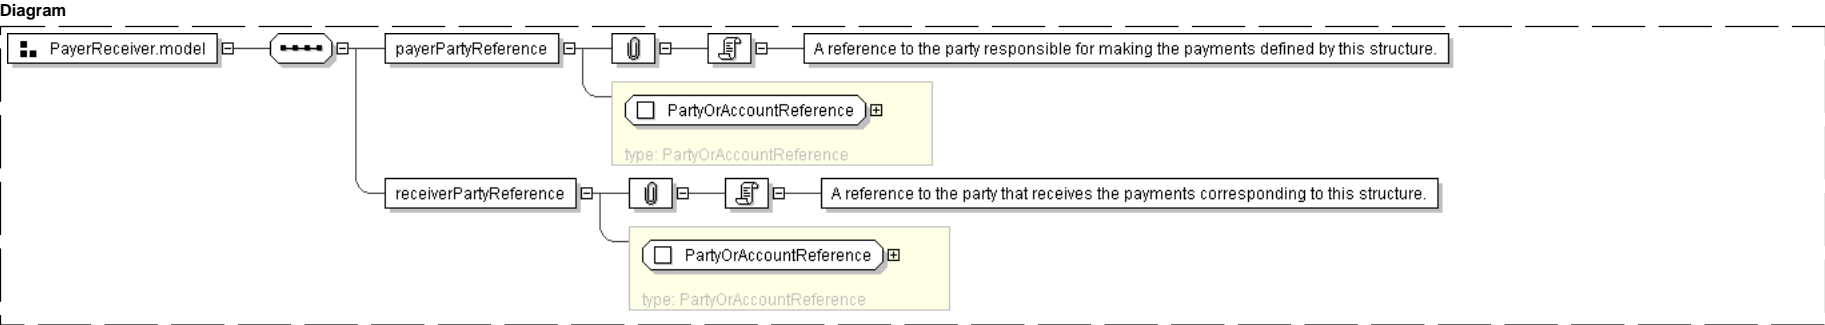 Diagram
PayerReceiver.model
payerPartyReference
A reference to the party responsible for making the payments defined by this structure.
PartyOrAccountReference
type: PartyOrAccountReference
receiverPartyReference
A reference to the party that receives the payments corresponding to this structure.
PartyOrAccountReference
type: PartyOrAccountReference